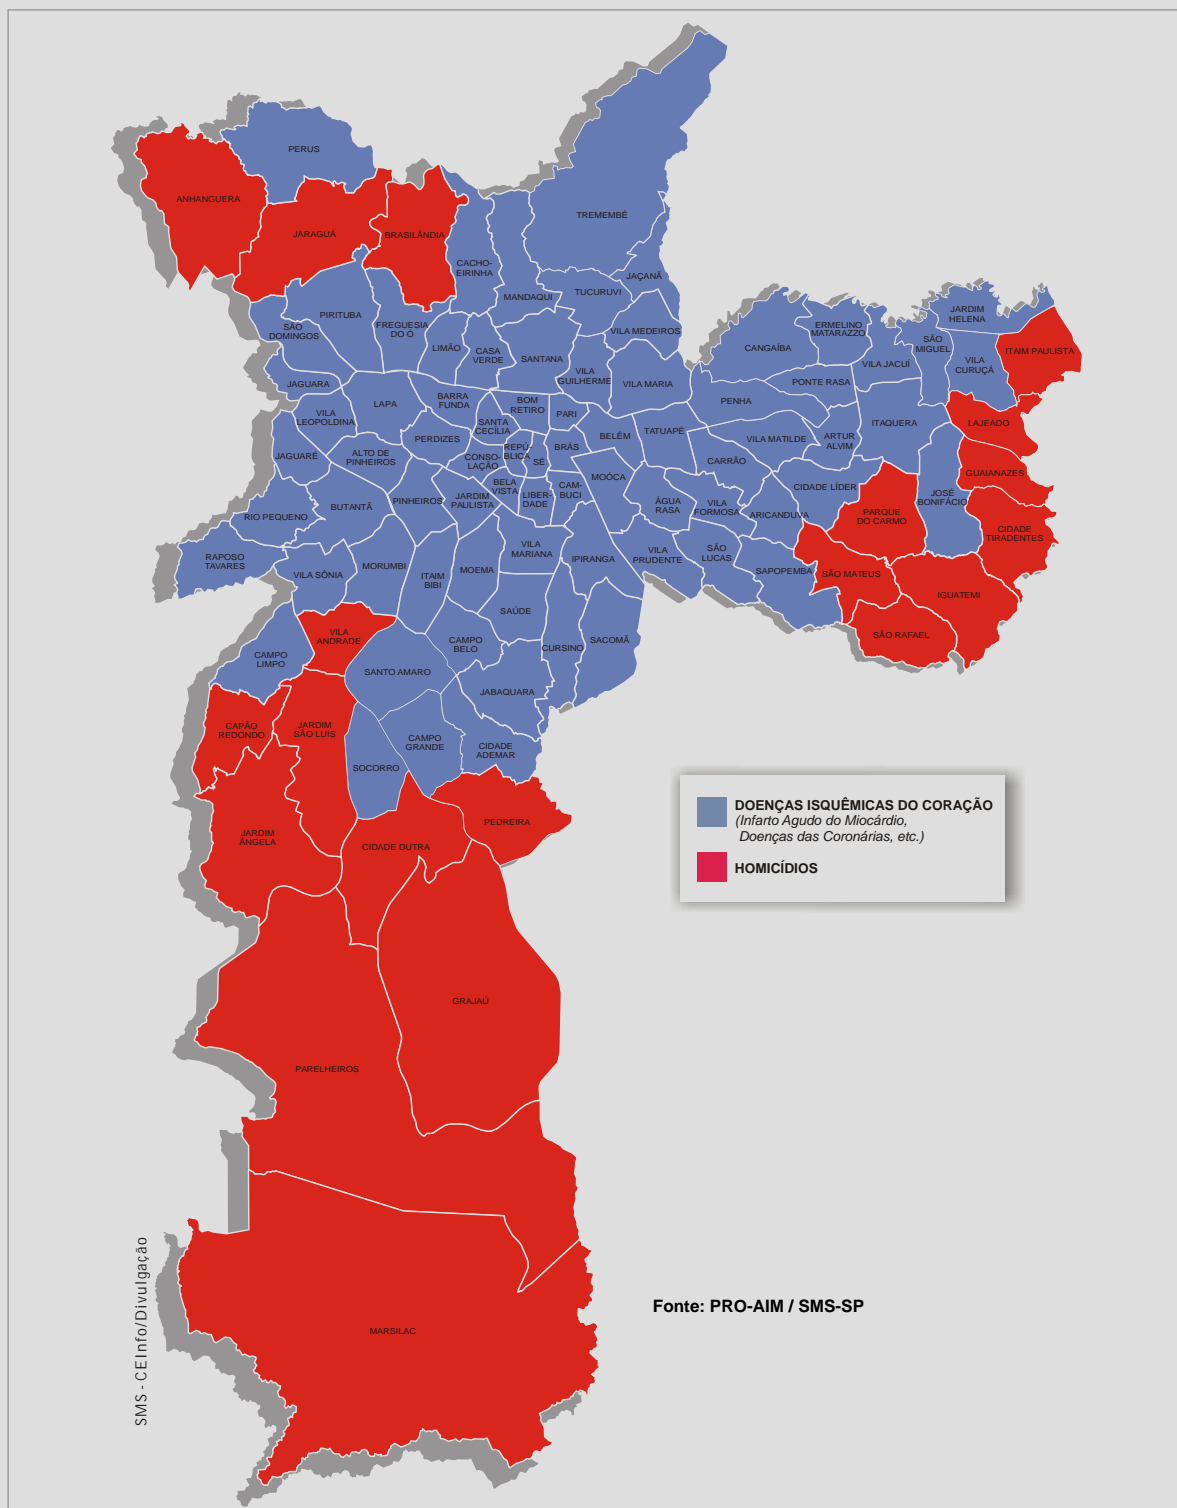 PERUS
ANHANGUERA
JARAGUÁ
BRASILÂNDIA
TREMEMBÉ
CACHO-
EIRINHA
JAÇANÃ
MANDAQUI
TUCURUVI
PIRITUBA
SÃO
DOMINGOS
FREGUESIA
DO Ó
LIMÃO
CASA
VERDE
SANTANA
VILA MEDEIROS
VILA
GUILHERME
VILA MARIA
CANGAÍBA
ERMELINO
MATARAZZO
VILA JACUÍ
SÃO
MIGUEL
JARDIM
HELENA
VILA
CURUÇÁ
ITAIM PAULISTA
JAGUARA
VILA
LEOPOLDINA
LAPA
BARRA
FUNDA
BOM
RETIRO
PARI
SANTA
CECÍLIA
PENHA
PONTE RASA
ITAQUERA
LAJEADO
JAGUARÉ
ALTO DE
PINHEIROS
PERDIZES
CONSO-
LAÇÃO
REPÚ-
BLICA
SÉ
BRÁS
BELÉM
TATUAPÉ
CARRÃO
VILA MATILDE
ARTUR
ALVIM
GUAIANAZES
RIO PEQUENO
BUTANTÃ
PINHEIROS
JARDIM
PAULISTA
BELA
VISTA
LIBER-
DADE
CAM-
BUCI
MOÓCA
ÁGUA
RASA
VILA
FORMOSA
ARICANDUVA
CIDADE LÍDER
PARQUE
DO CARMO
JOSÉ
BONIFÁCIO
CIDADE
TIRADENTES
RAPOSO
TAVARES
VILA SÔNIA
MORUMBI
ITAIM
BIBI
MOEMA
VILA
MARIANA
IPIRANGA
VILA
PRUDENTE
SÃO
LUCAS
SAPOPEMBA
SÃO MATEUS
IGUATEMI
SÃO RAFAEL
CAMPO
LIMPO
VILA
ANDRADE
SANTO AMARO
CAMPO
BELO
SAÚDE
CURSINO
SACOMÃ
JABAQUARA
CAPÃO
REDONDO
JARDIM
SÃO LUIS
SOCORRO
CAMPO
GRANDE
CIDADE
ADEMAR
JARDIM
ÂNGELA
CIDADE DUTRA
PEDREIRA
GRAJAÚ
PARELHEIROS
MARSILAC
DOENÇAS ISQUÊMICAS DO CORAÇÃO
(Infarto Agudo do Miocárdio,
Doenças das Coronárias, etc.)
HOMICÍDIOS
Fonte: PRO-AIM / SMS-SP
SMS - CEInfo/Divulgação